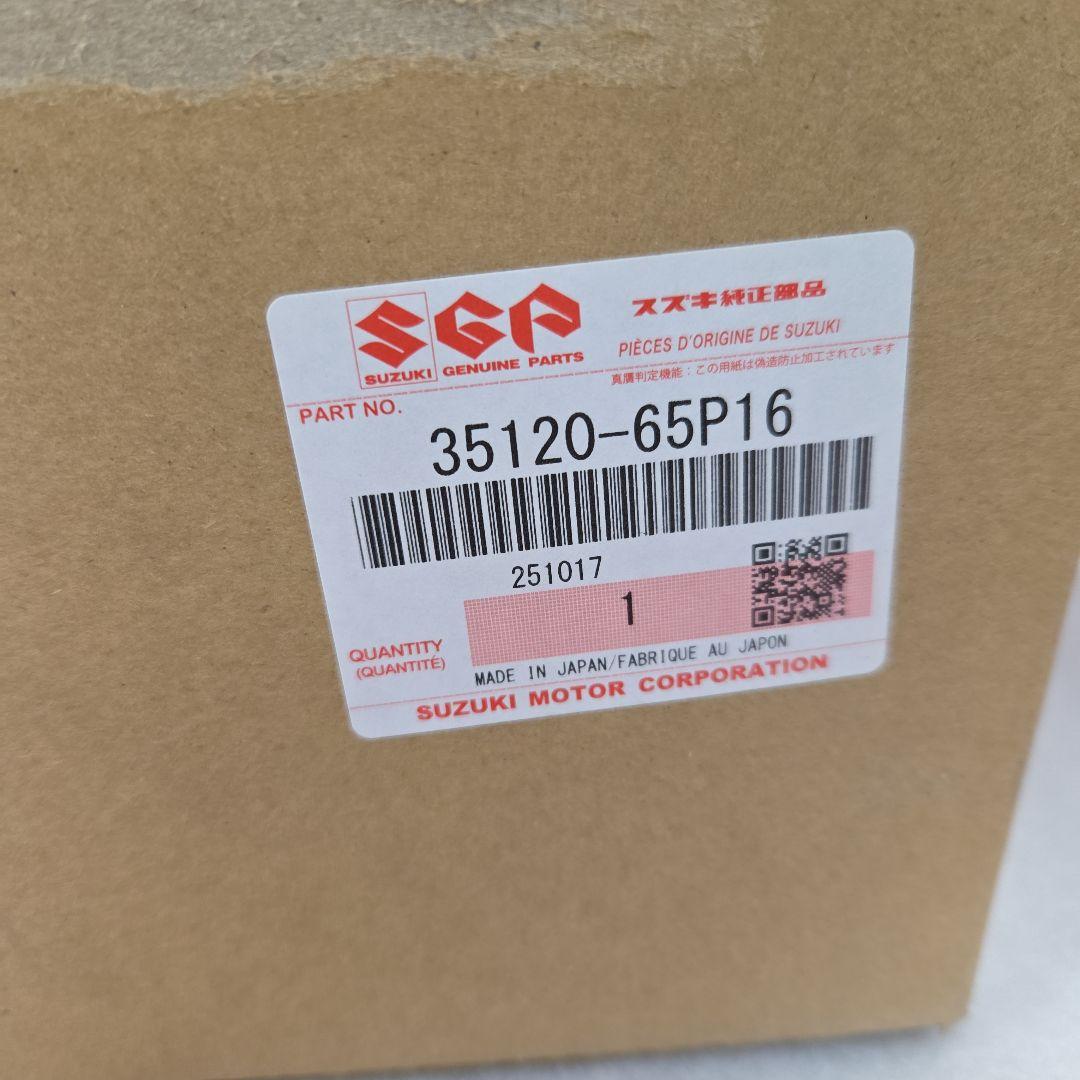 SGP
SUZUKI GENUINE PARTS
スズキ純正部品
PIÈCES D'ORIGINE DE SUZUKI
真贋判定機能：この用紙は偽造防止加工されています
PART NO.
35120-65P16
251017
1
QUANTITY
(QUANTITÉ)
MADE IN JAPAN/FABRIQUE AU JAPON
SUZUKI MOTOR CORPORATION